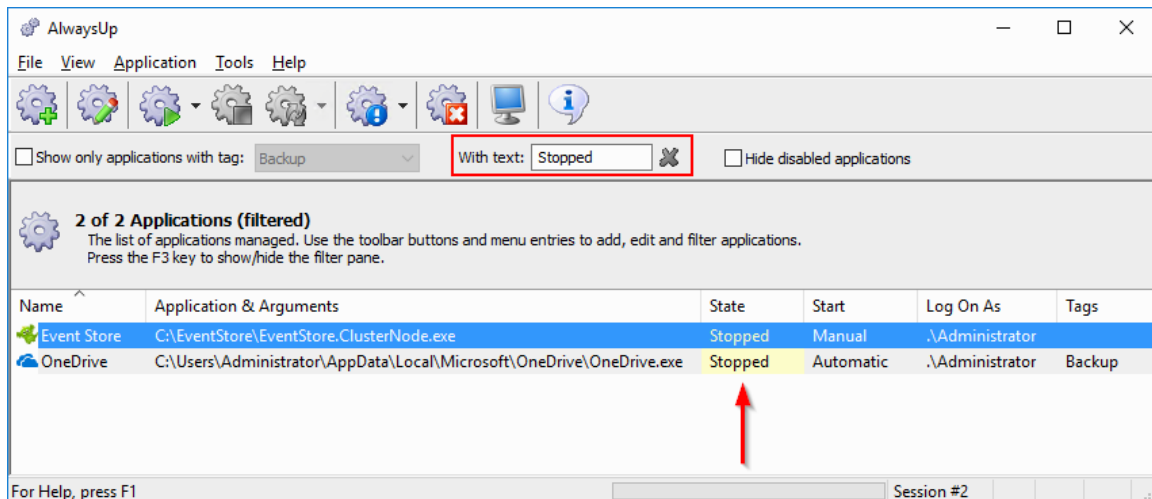 AlwaysUp
File View Application Tools Help
Show only applications with tag: Backup With text: Stopped Hide disabled applications
2 of 2 Applications (filtered)
The list of applications managed. Use the toolbar buttons and menu entries to add, edit and filter applications.
Press the F3 key to show/hide the filter pane.
Name Application & Arguments State Start Log On As Tags
Event Store C:\EventStore\EventStore.ClusterNode.exe Stopped Manual .\Administrator
OneDrive C:\Users\Administrator\AppData\Local\Microsoft\OneDrive\OneDrive.exe Stopped Automatic .\Administrator Backup
For Help, press F1 Session #2